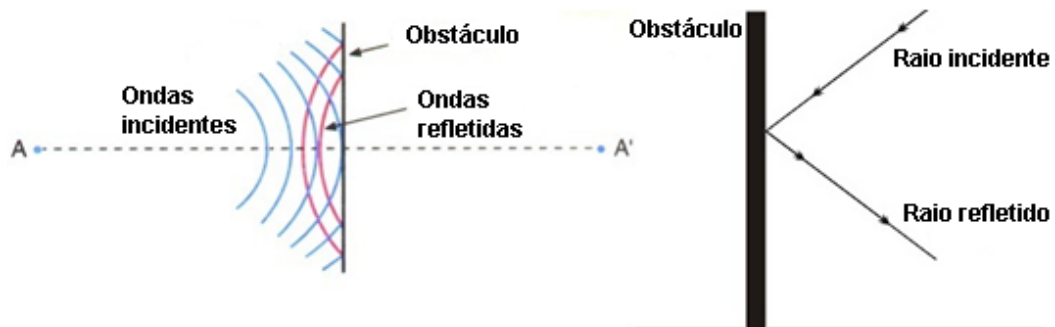 Obstáculo
Ondas
incidentes
Ondas
refletidas
A
A'
Obstáculo
Raio incidente
Raio refletido